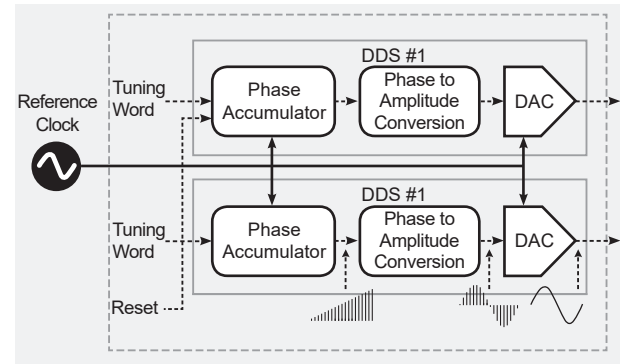 DDS #1
Tuning
Word
Phase
Accumulator
Phase to
Amplitude
Conversion
DAC
Reference
Clock
DDS #1
Tuning
Word
Phase
Accumulator
Phase to
Amplitude
Conversion
DAC
Reset